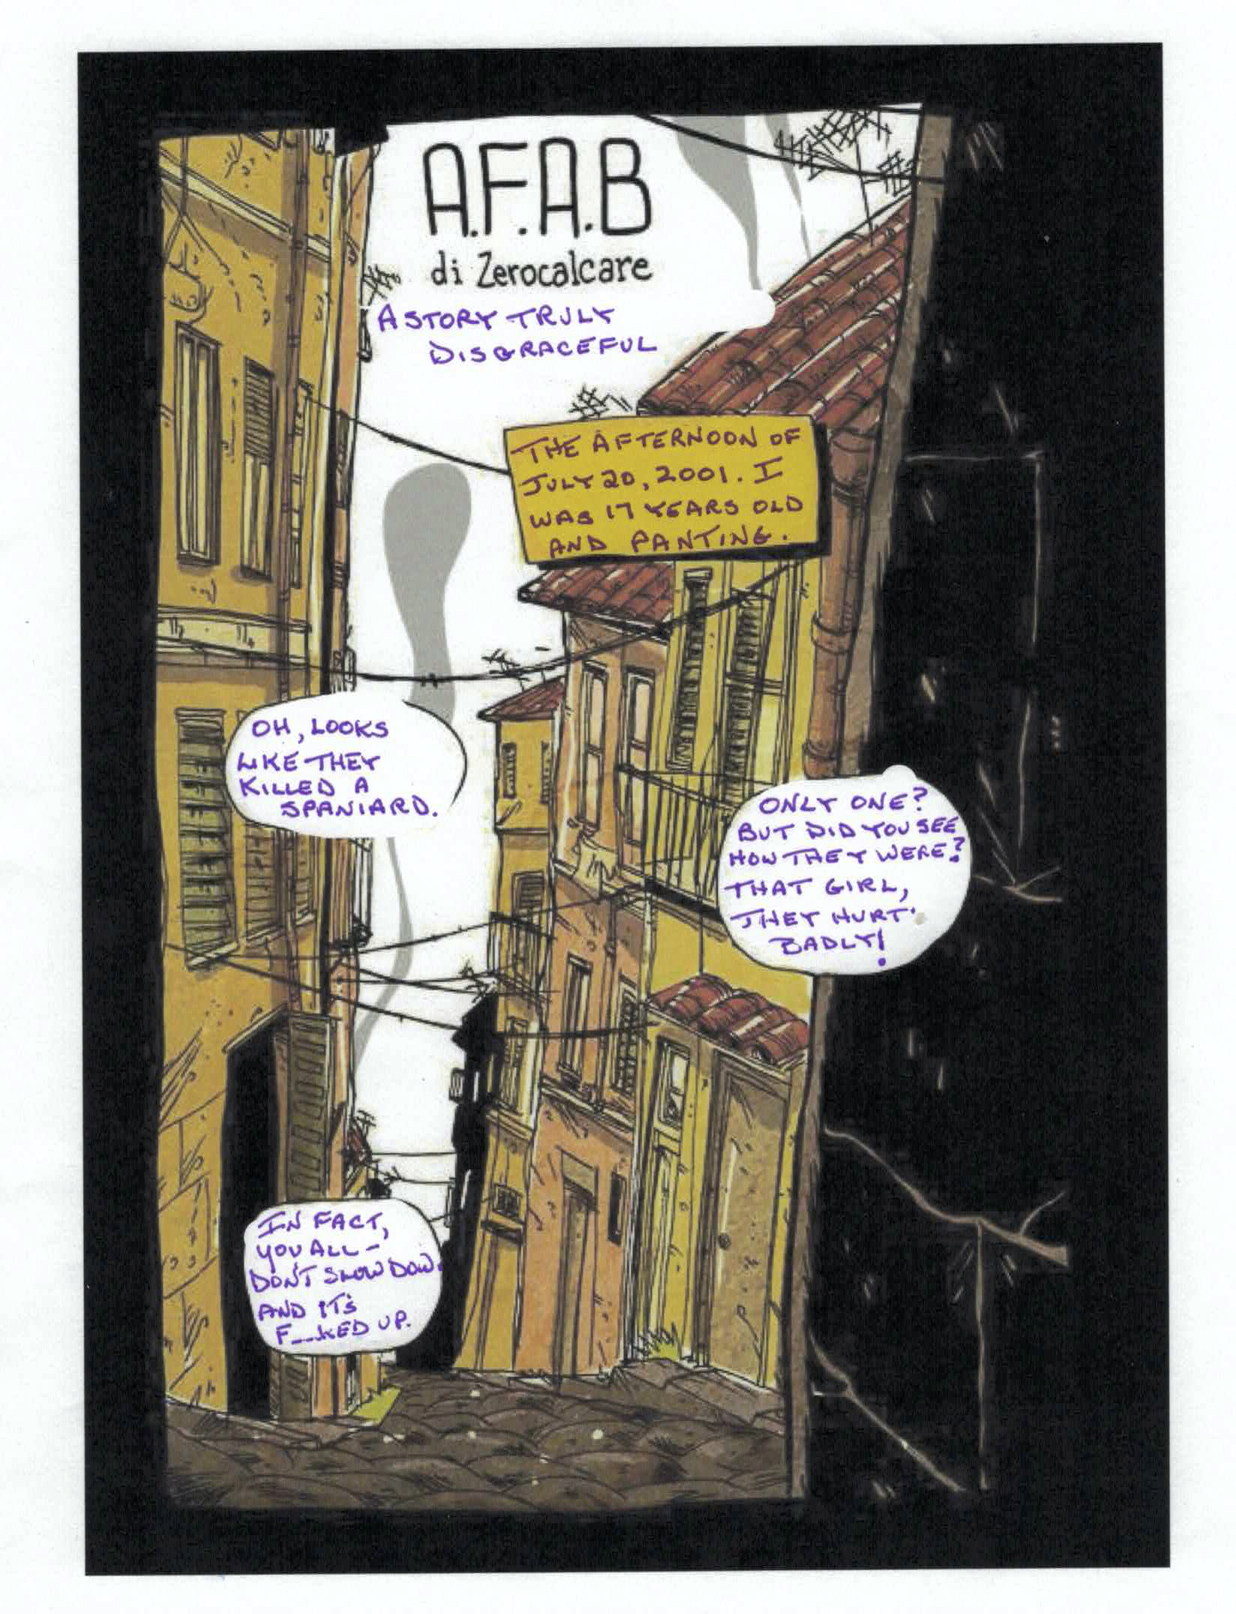 A.F.A.B
di Zerocalcare
A STORY TRULY
DISGRACEFUL
THE AFTERNOON OF
JULY 20, 2001. I
WAS 17 YEARS OLD
AND PANTING.
OH, LOOKS
LIKE THEY
KILLED A
SPANIARD.
ONLY ONE?
BUT DID YOU SEE
HOW THEY WERE?
THAT GIRL,
THEY HURT
BADLY!
IN FACT,
YOU ALL –
DON'T SLOW DOWN.
AND IT'S
F__KED UP.